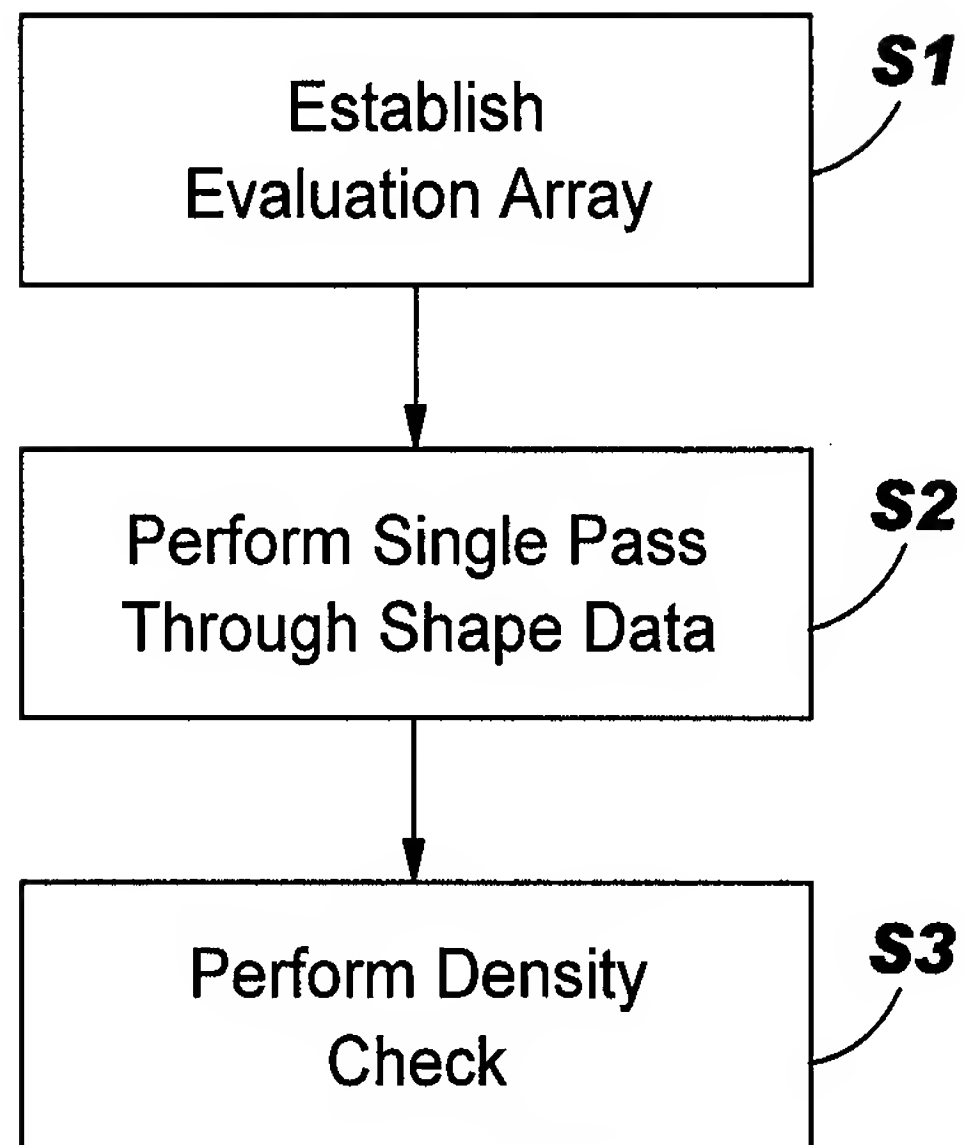 Establish
Evaluation Array
S1
Perform Single Pass
Through Shape Data
S2
Perform Density
Check
S3